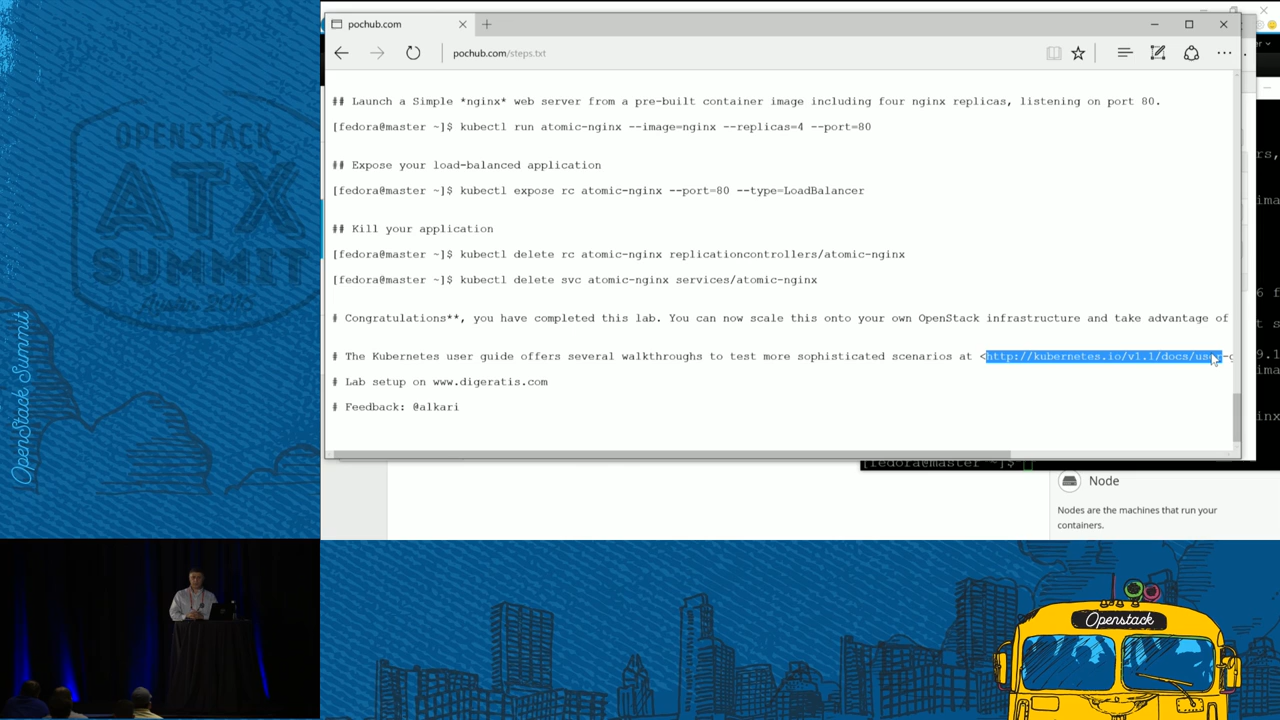 pochub.com
pochub.com/steps.txt
## Launch a Simple *nginx* web server from a pre-built container image including four nginx replicas, listening on port 80.
[fedora@master ~]$ kubectl run atomic-nginx --image=nginx --replicas=4 --port=80
## Expose your load-balanced application
[fedora@master ~]$ kubectl expose rc atomic-nginx --port=80 --type=LoadBalancer
## Kill your application
[fedora@master ~]$ kubectl delete rc atomic-nginx replicationcontrollers/atomic-nginx
[fedora@master ~]$ kubectl delete svc atomic-nginx services/atomic-nginx
# Congratulations**, you have completed this lab. You can now scale this onto your own OpenStack infrastructure and take advantage of
# The Kubernetes user guide offers several walkthroughs to test more sophisticated scenarios at <http://kubernetes.io/v1.1/docs/user-g
# Lab setup on www.digeratis.com
# Feedback: @alkari
[fedora@master ~]$
Node
Nodes are the machines that run your
containers.
OPENSTACK
ATX
SUMMIT
OpenStack Summit
Openstack